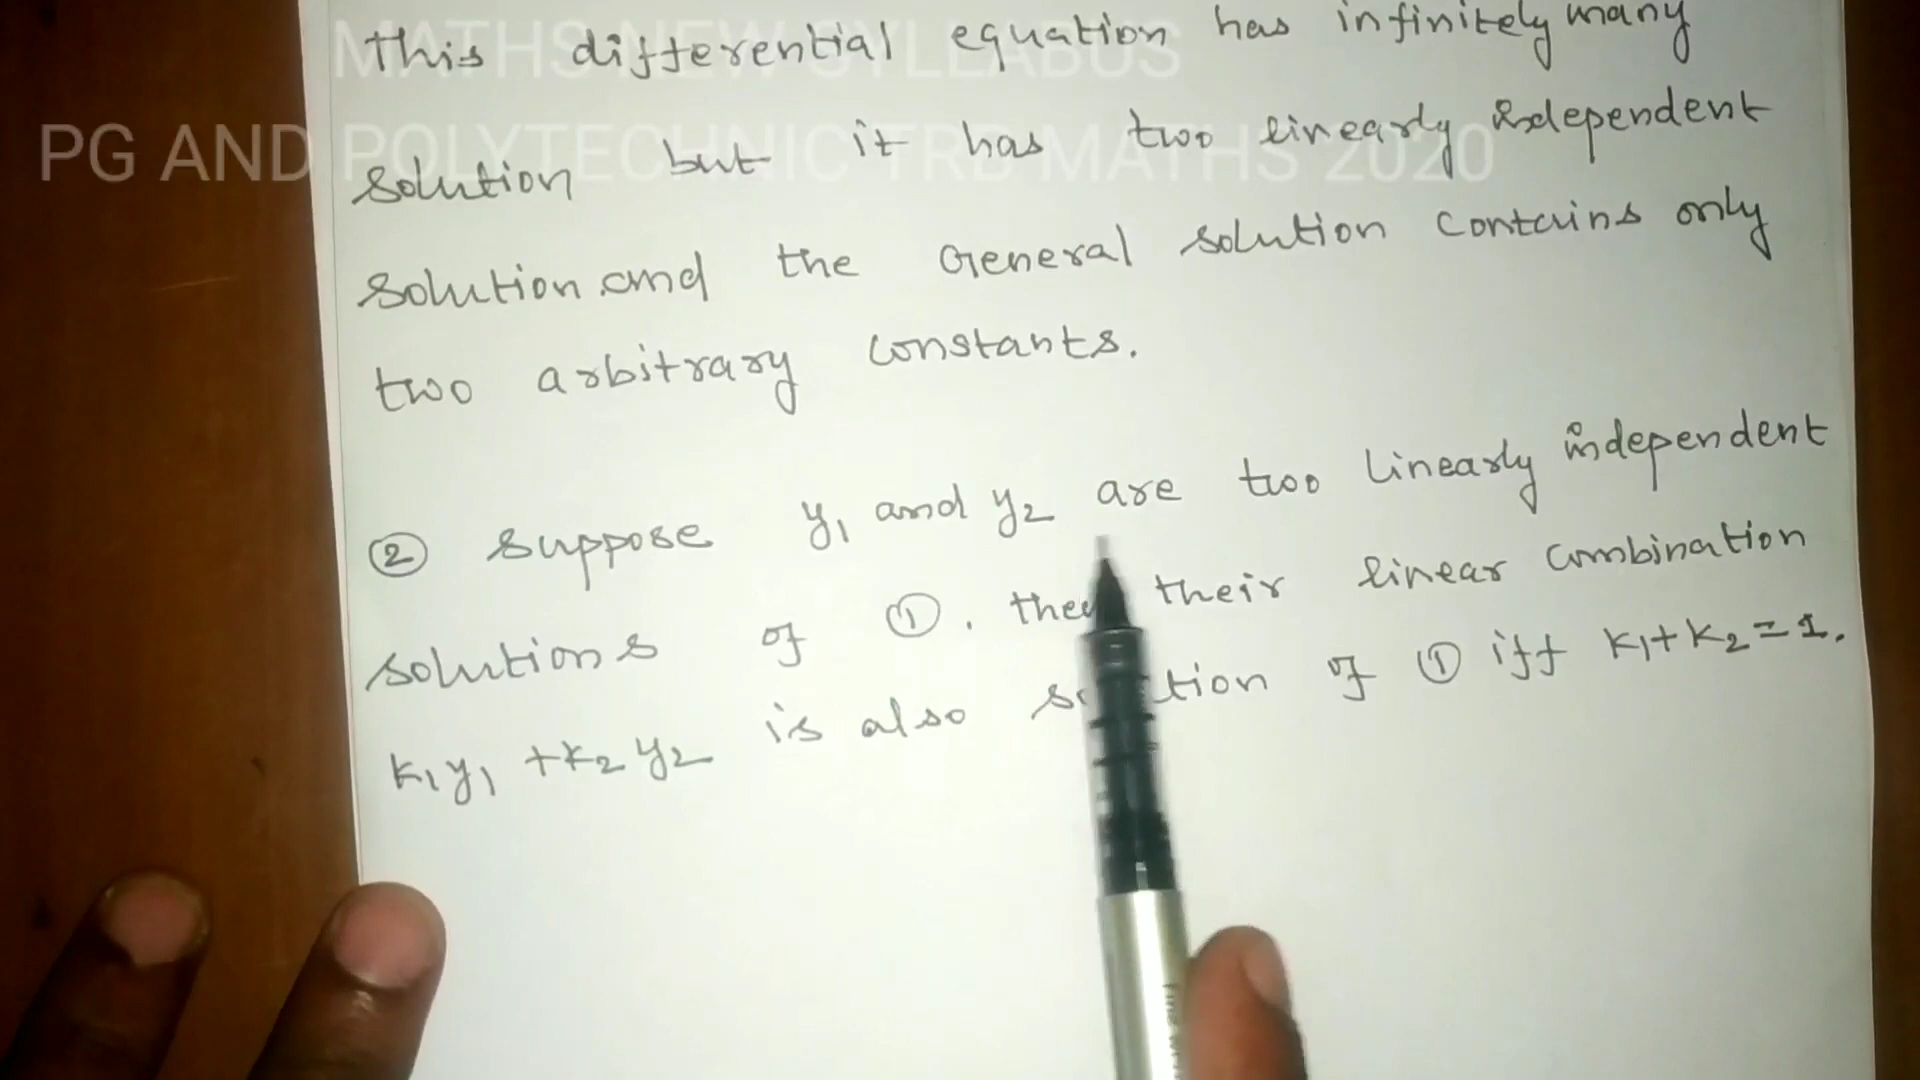 MATHS NEW SYLLABUS
PG AND POLYTECHNIC TRB MATHS 2020
This differential equation has infinitely many
solution but it has two linearly independent
solution and the General solution contains only
two arbitrary constants.
② suppose y₁ and y₂ are two linearly independent
solutions of ①. then their linear combination
k₁y₁ + k₂y₂ is also solution of ① iff k₁ + k₂ = 1.